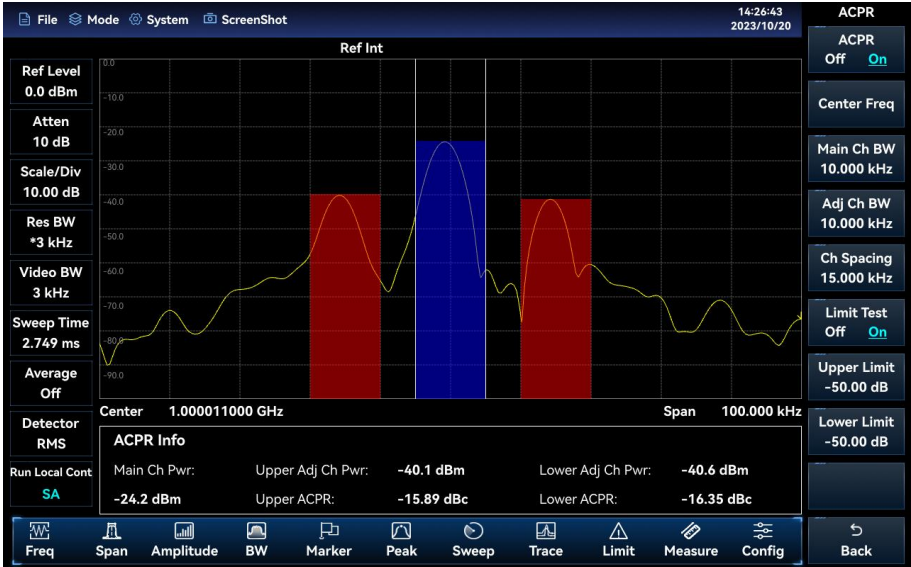 File Mode System ScreenShot
14:26:43
2023/10/20
ACPR
Ref Int
Ref Level
0.0 dBm
Atten
10 dB
Scale/Div
10.00 dB
Res BW
*3 kHz
Video BW
3 kHz
Sweep Time
2.749 ms
Average
Off
Detector
RMS
Run Local Cont
SA
0.0
-10.0
-20.0
-30.0
-40.0
-50.0
-60.0
-70.0
-80.0
-90.0
Center 1.000011000 GHz Span 100.000 kHz
ACPR Info
Main Ch Pwr: Upper Adj Ch Pwr: -40.1 dBm Lower Adj Ch Pwr: -40.6 dBm
-24.2 dBm Upper ACPR: -15.89 dBc Lower ACPR: -16.35 dBc
ACPR
Off On
Center Freq
Main Ch BW
10.000 kHz
Adj Ch BW
10.000 kHz
Ch Spacing
15.000 kHz
Limit Test
Off On
Upper Limit
-50.00 dB
Lower Limit
-50.00 dB
Back
Freq Span Amplitude BW Marker Peak Sweep Trace Limit Measure Config